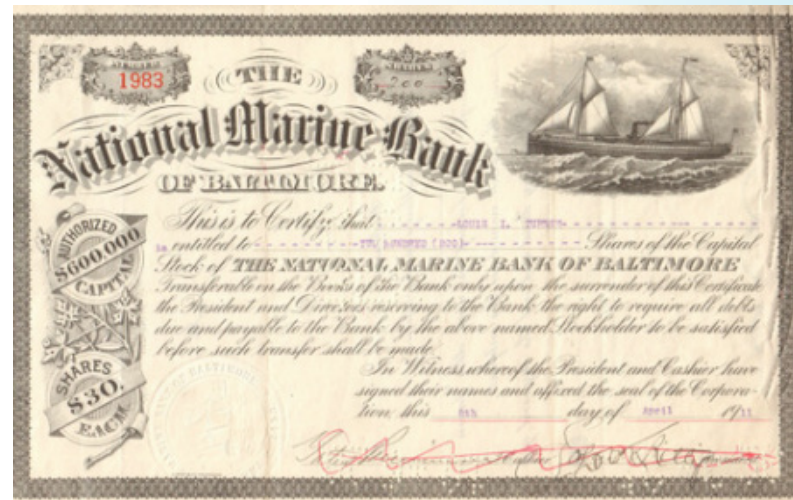 NUMBER
1983
SHARES
200
THE
National Marine Bank
OF BALTIMORE.
AUTHORIZED
$600,000
CAPITAL
SHARES
$30.
EACH
This is to Certify, that LOUIS
is entitled to TWO HUNDRED (200) Shares of the Capital
Stock of THE NATIONAL MARINE BANK OF BALTIMORE
Transferable on the Books of the Bank only upon the surrender of this Certificate
the President and Directors reserving to the Bank the right to require all debts
due and payable to the Bank by the above named Stockholder to be satisfied
before such transfer shall be made.
In Witness whereof the President and Cashier have
signed their names and affixed the seal of the Corpora-
tion, this 8th day of April 1911